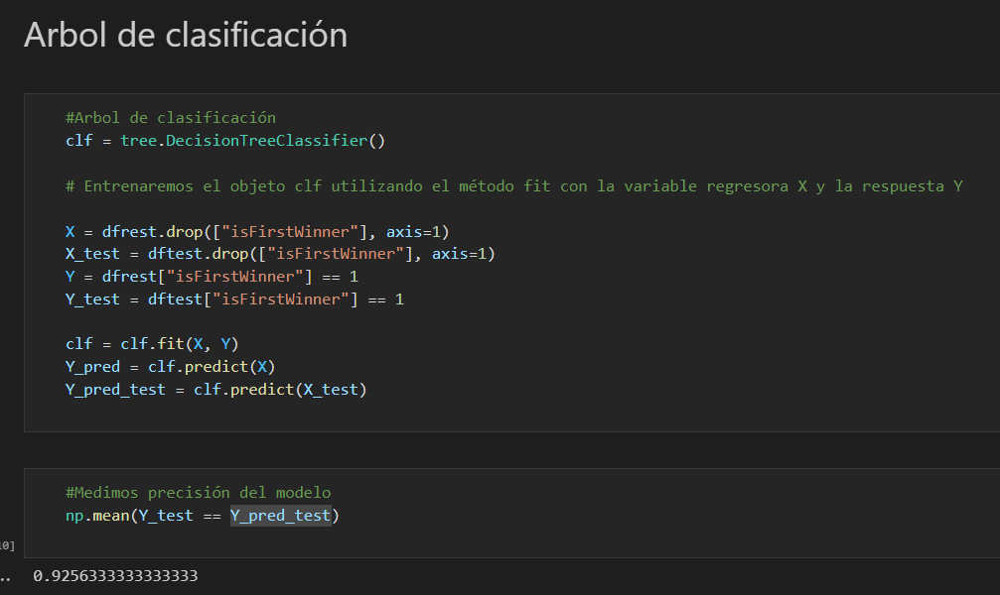 Arbol de clasificación
#Arbol de clasificación
clf = tree.DecisionTreeClassifier()
# Entrenaremos el objeto clf utilizando el método fit con la variable regresora X y la respuesta Y
X = dfrest.drop(["isFirstWinner"], axis=1)
X_test = dftest.drop(["isFirstWinner"], axis=1)
Y = dfrest["isFirstWinner"] == 1
Y_test = dftest["isFirstWinner"] == 1
clf = clf.fit(X, Y)
Y_pred = clf.predict(X)
Y_pred_test = clf.predict(X_test)
#Medimos precisión del modelo
np.mean(Y_test == Y_pred_test)
0]
.. 0.9256333333333333